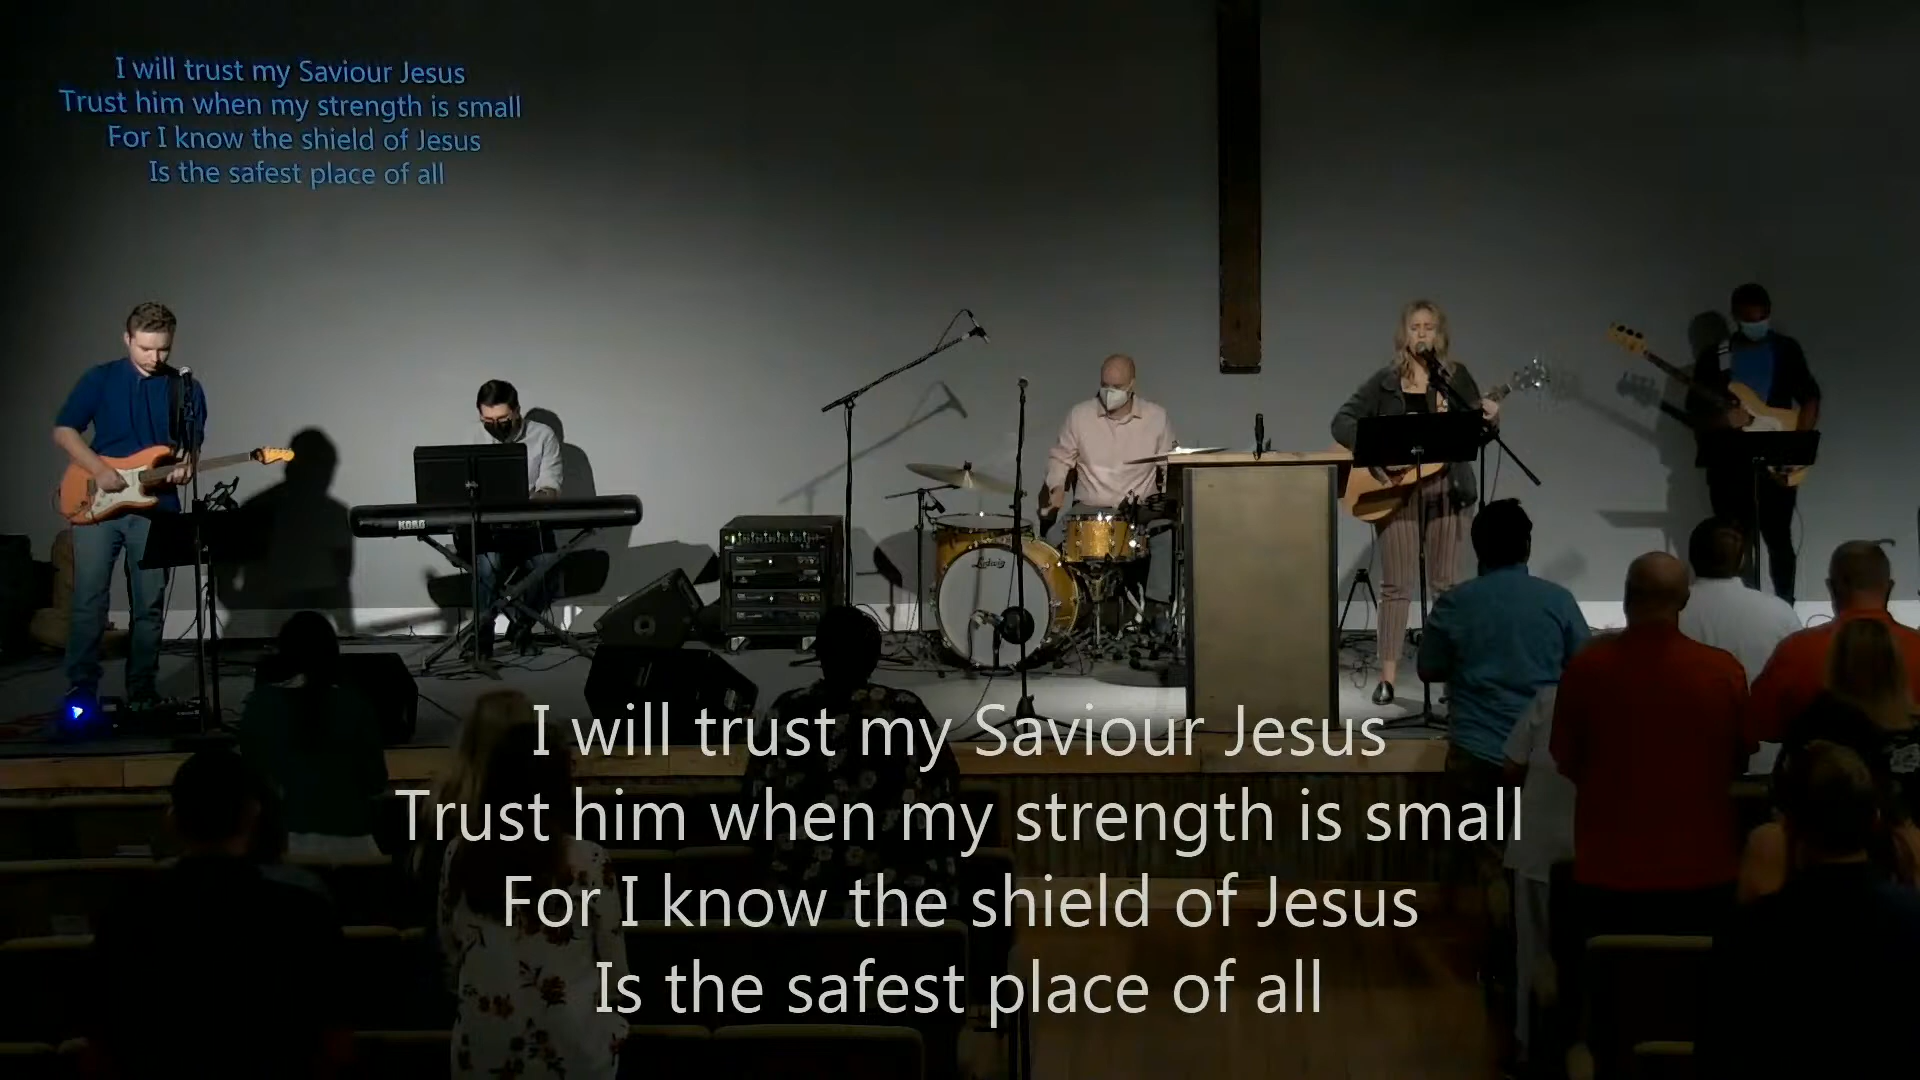 I will trust my Saviour Jesus
Trust him when my strength is small
For I know the shield of Jesus
Is the safest place of all
KORG
Ludwig
I will trust my Saviour Jesus
Trust him when my strength is small
For I know the shield of Jesus
Is the safest place of all